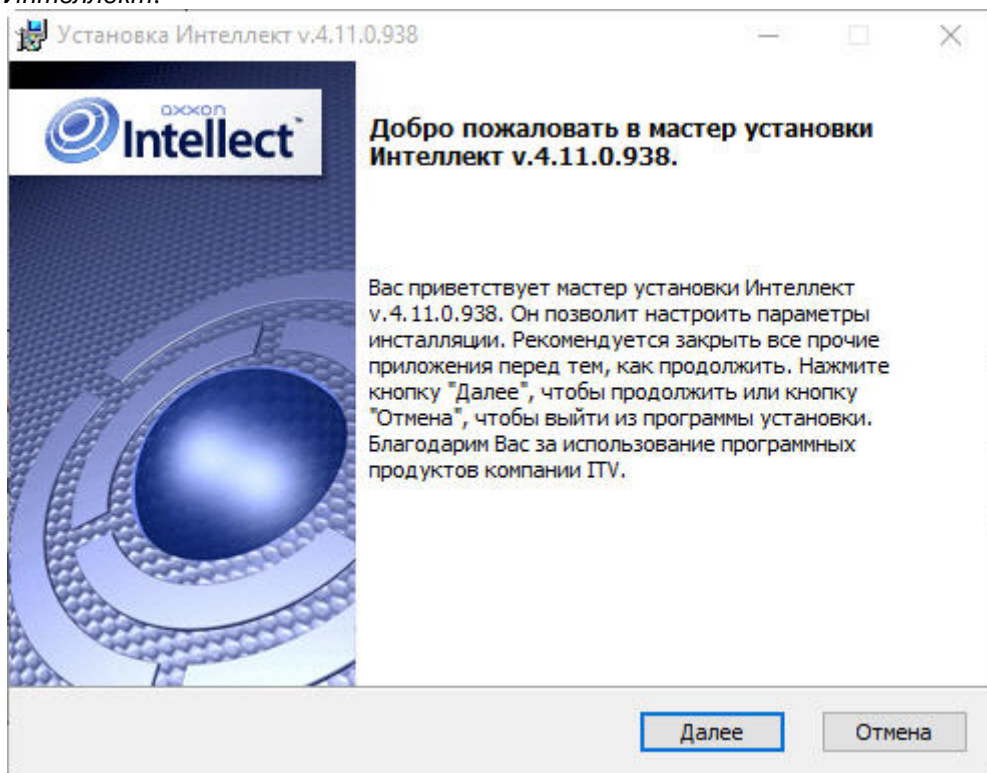 Интеллект.
Установка Интеллект v.4.11.0.938
axxon
Intellect
Добро пожаловать в мастер установки
Интеллект v.4.11.0.938.
Вас приветствует мастер установки Интеллект
v.4.11.0.938. Он позволит настроить параметры
инсталляции. Рекомендуется закрыть все прочие
приложения перед тем, как продолжить. Нажмите
кнопку "Далее", чтобы продолжить или кнопку
"Отмена", чтобы выйти из программы установки.
Благодарим Вас за использование программных
продуктов компании ITV.
Далее
Отмена